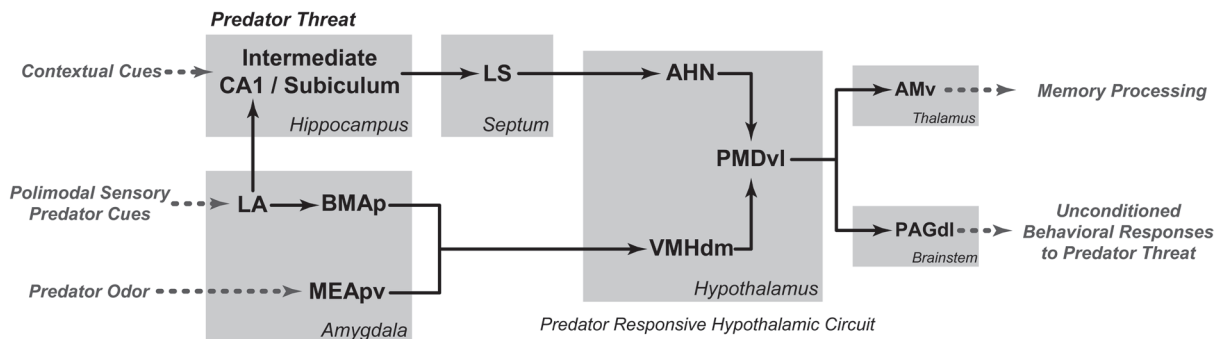 Predator Threat
Contextual Cues
Intermediate
CA1 / Subiculum
Hippocampus
LS
Septum
AHN
PMDvl
VMHdm
Hypothalamus
Predator Responsive Hypothalamic Circuit
AMv
Thalamus
Memory Processing
Polimodal Sensory
Predator Cues
LA
BMAp
Predator Odor
MEApv
Amygdala
PAGdl
Brainstem
Unconditioned
Behavioral Responses
to Predator Threat